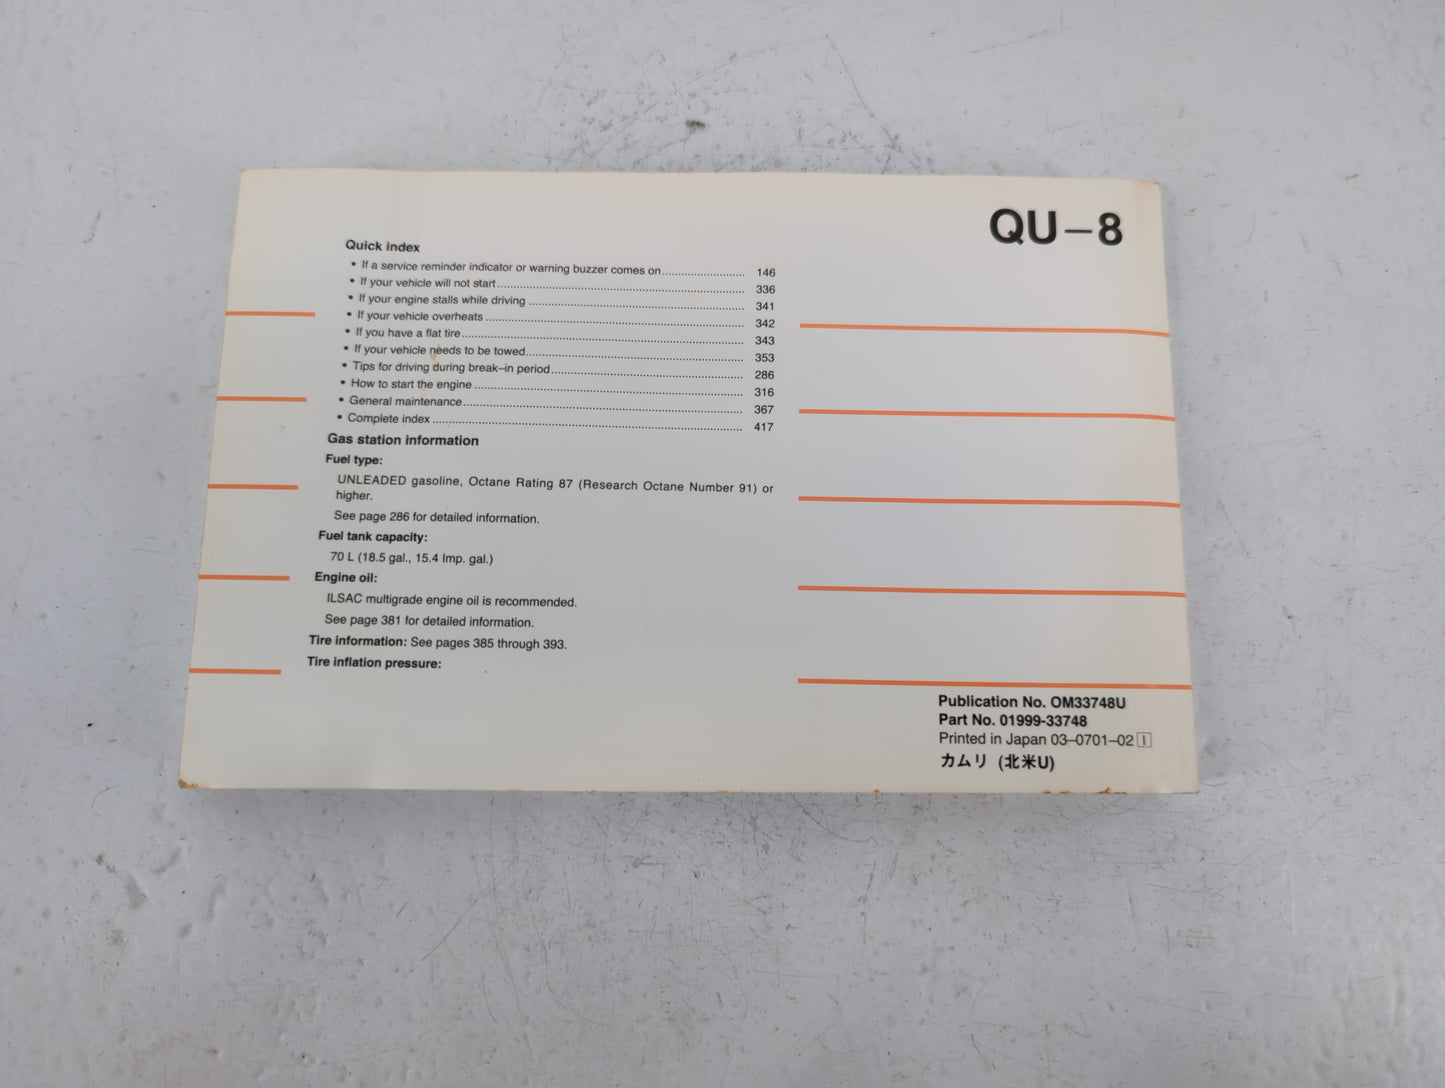 QU–8
Quick index
• If a service reminder indicator or warning buzzer comes on........................ 146
• If your vehicle will not start........................ 336
• If your engine stalls while driving ........................ 341
• If your vehicle overheats ........................ 342
• If you have a flat tire........................ 343
• If your vehicle needs to be towed........................ 353
• Tips for driving during break–in period........................ 286
• How to start the engine ........................ 316
• General maintenance........................ 367
• Complete index ........................ 417
Gas station information
Fuel type:
UNLEADED gasoline, Octane Rating 87 (Research Octane Number 91) or
higher.
See page 286 for detailed information.
Fuel tank capacity:
70 L (18.5 gal., 15.4 Imp. gal.)
Engine oil:
ILSAC multigrade engine oil is recommended.
See page 381 for detailed information.
Tire information: See pages 385 through 393.
Tire inflation pressure:
Publication No. OM33748U
Part No. 01999-33748
Printed in Japan 03–0701–02 I
カムリ (北米U)